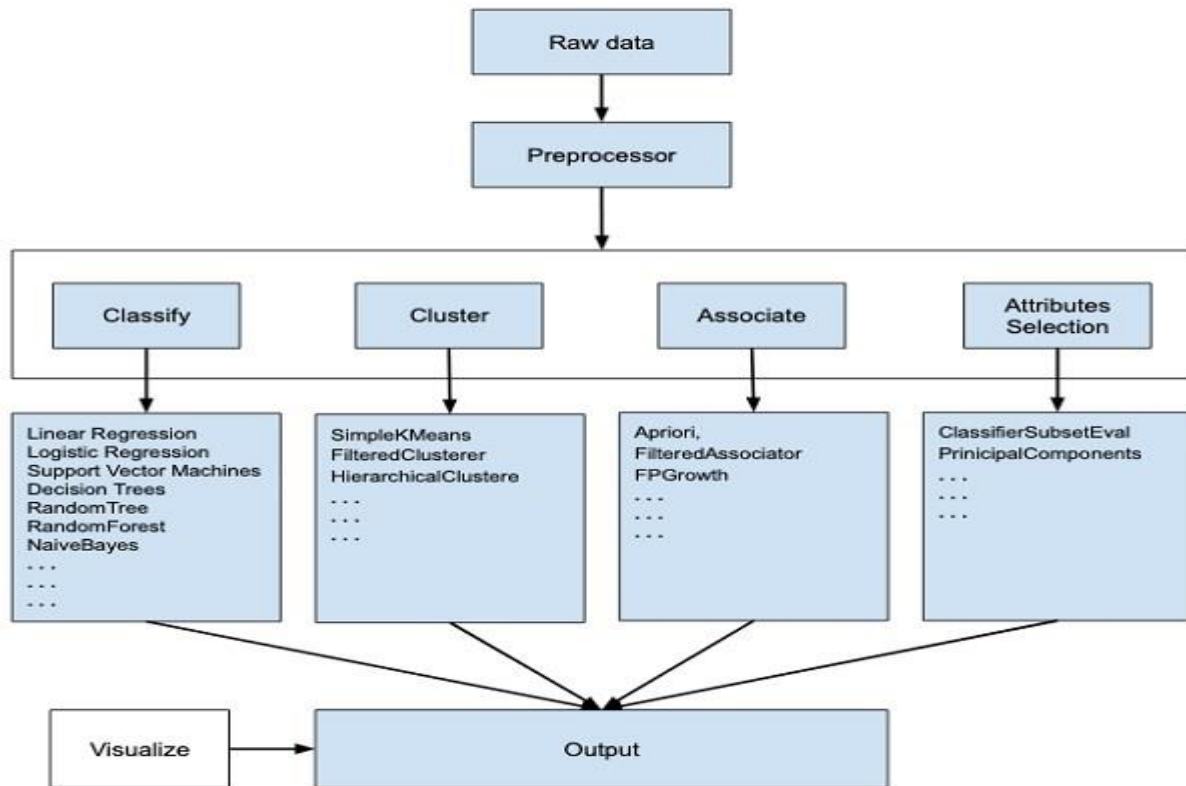 Raw data
Preprocessor
Classify
Cluster
Associate
Attributes
Selection
Linear Regression
Logistic Regression
Support Vector Machines
Decision Trees
RandomTree
RandomForest
NaiveBayes
- - -
- - -
- - -
SimpleKMeans
FilteredClusterer
HierarchicalClustere
- - -
- - -
- - -
Apriori,
FilteredAssociator
FPGrowth
- - -
- - -
- - -
ClassifierSubsetEval
PrinicipalComponents
- - -
- - -
- - -
Visualize
Output